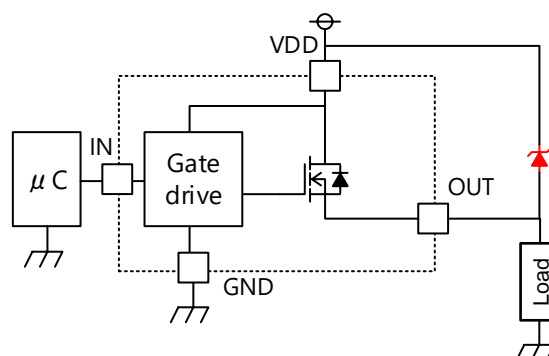 VDD
IN
μC
Gate
drive
OUT
GND
Load